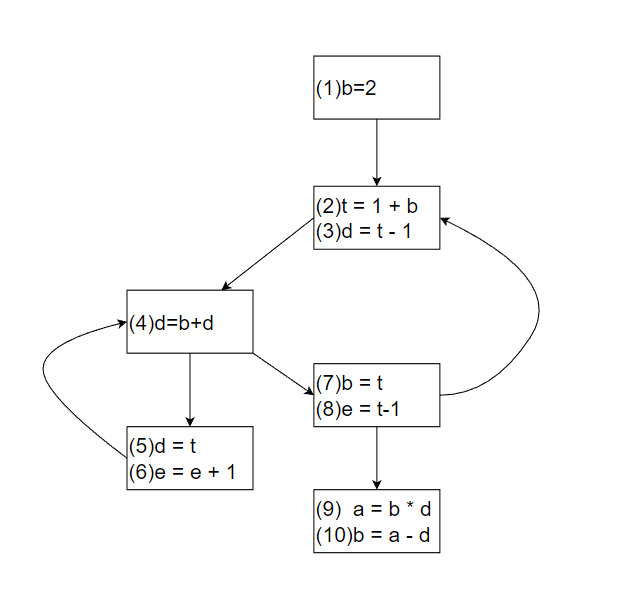 (1)b=2
(2)t = 1 + b
(3)d = t - 1
(4)d=b+d
(5)d = t
(6)e = e + 1
(7)b = t
(8)e = t-1
(9)  a = b * d
(10)b = a - d